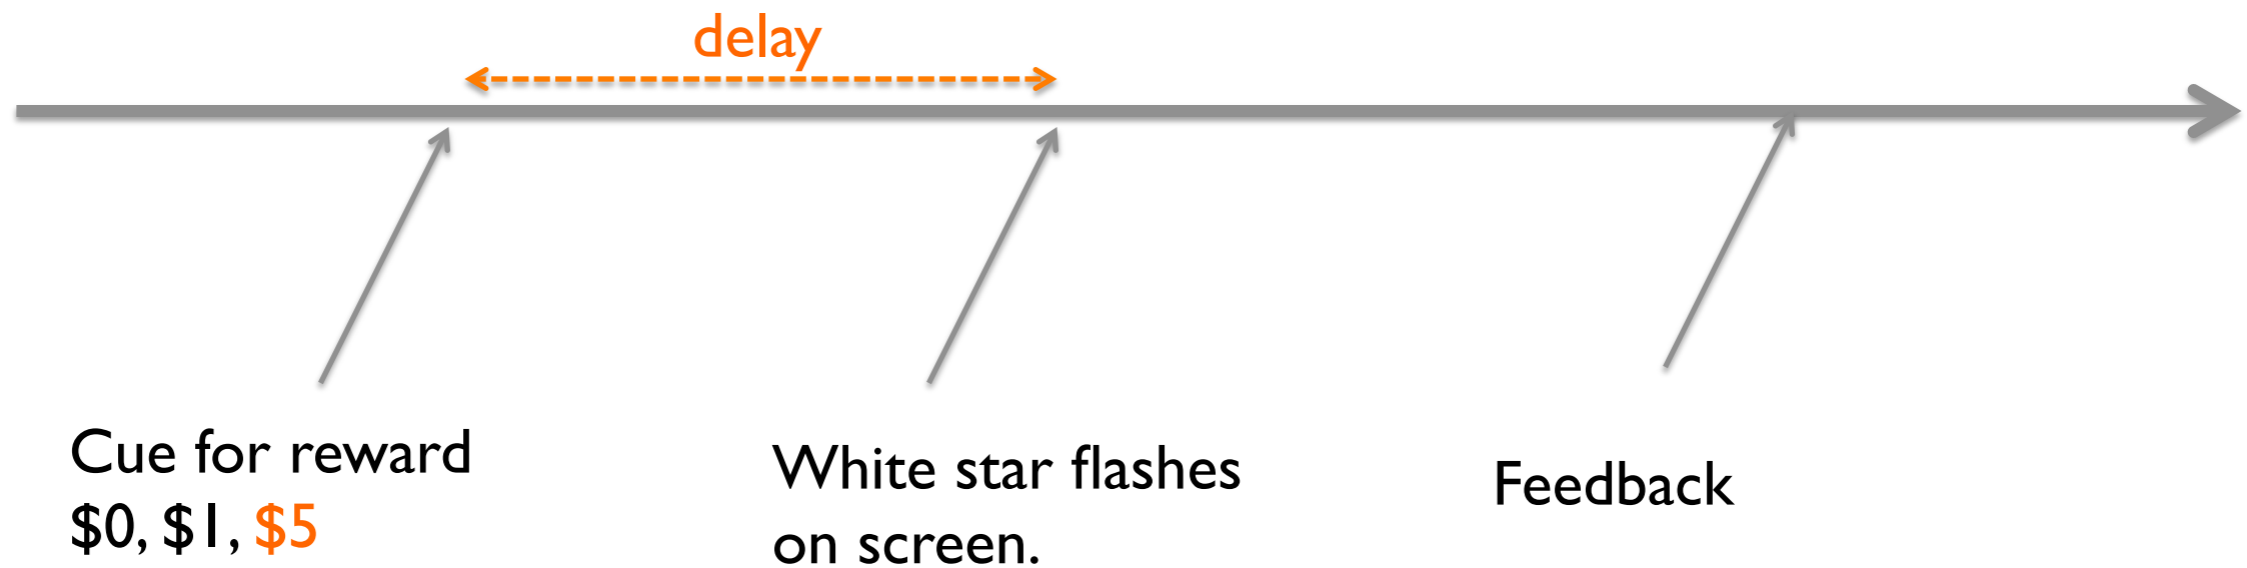 delay
Cue for reward
$0, $1, $5
White star flashes
on screen.
Feedback